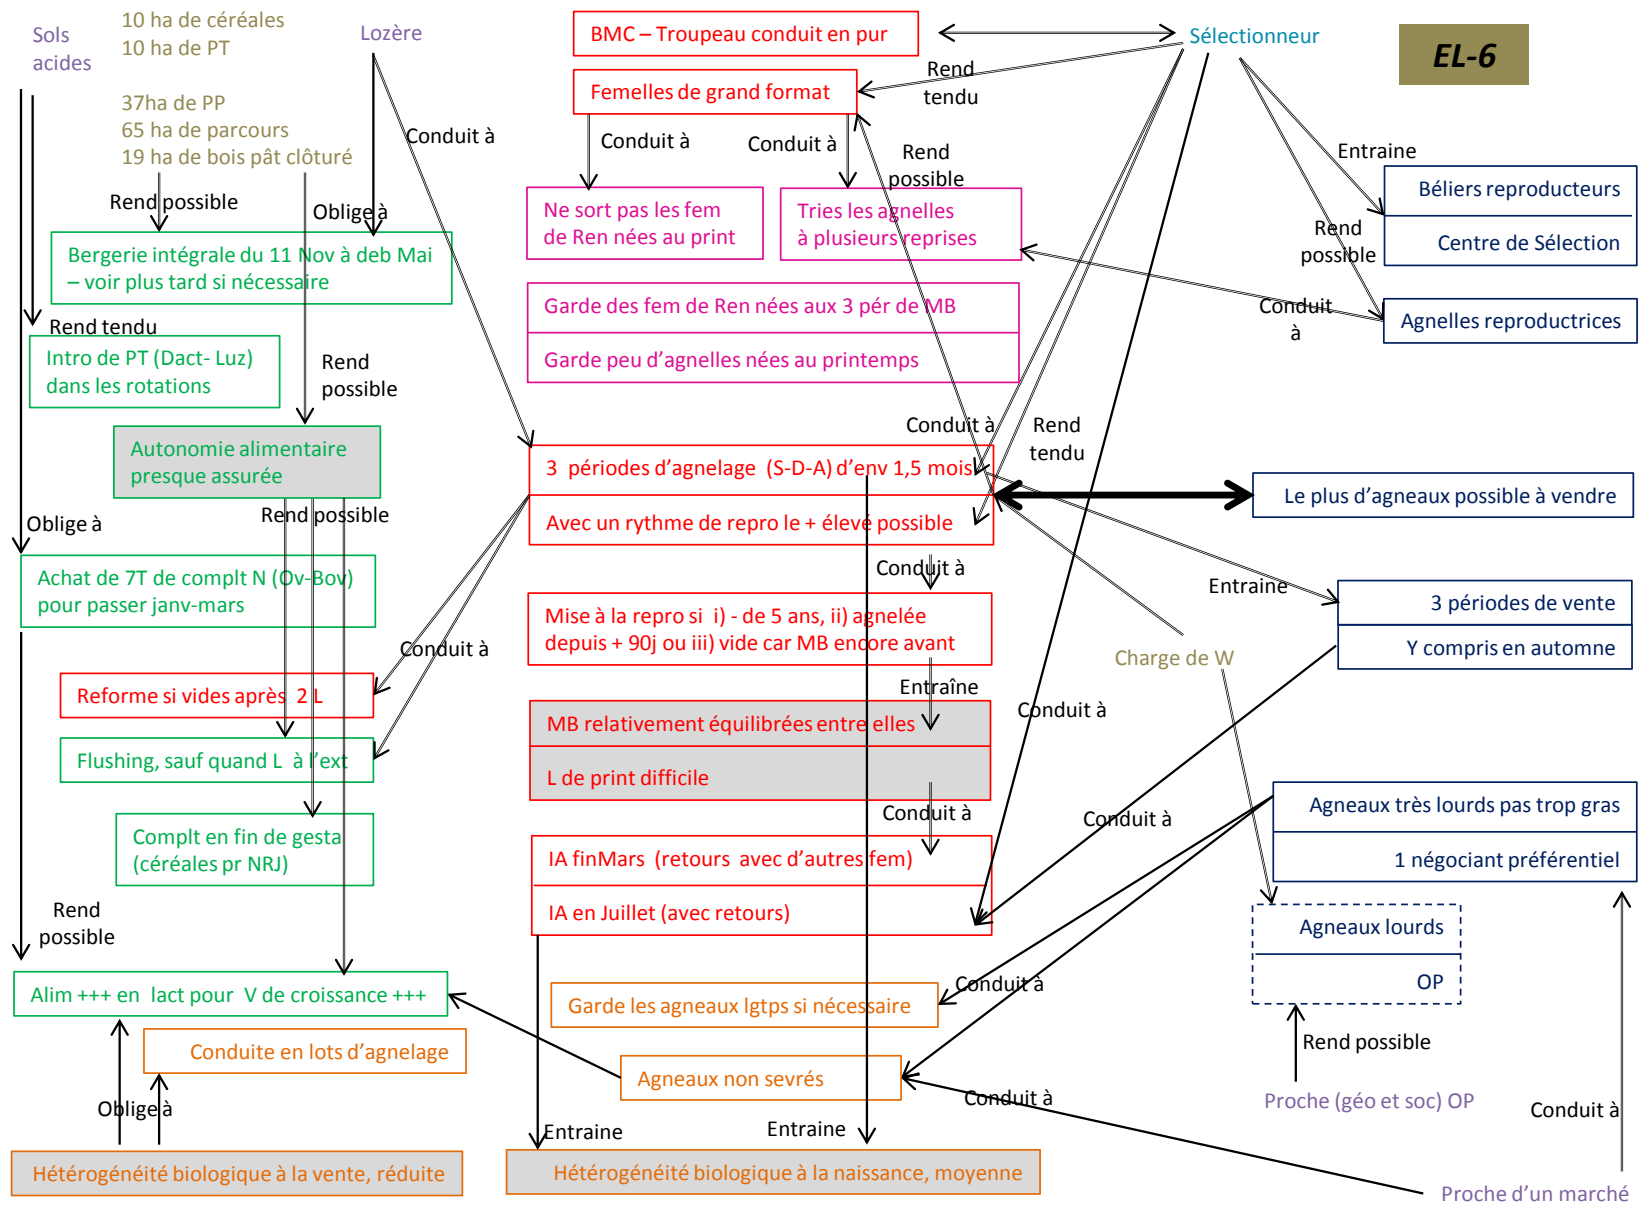 10 ha de céréales
10 ha de PT
Sols
acides
Lozère
BMC – Troupeau conduit en pur
Sélectionneur
EL-6
37ha de PP
65 ha de parcours
19 ha de bois pât clôturé
Femelles de grand format
Rend
tendu
Conduit à
Conduit à
Conduit à
Rend
possible
Entraine
Rend possible
Oblige à
Ne sort pas les fem
de Ren nées au print
Tries les agnelles
à plusieurs reprises
Béliers reproducteurs
Centre de Sélection
Rend
possible
Bergerie intégrale du 11 Nov à deb Mai
– voir plus tard si nécessaire
Garde des fem de Ren nées aux 3 pér de MB
Garde peu d'agnelles nées au printemps
Conduit
à
Agnelles reproductrices
Rend tendu
Intro de PT (Dact- Luz)
dans les rotations
Rend
possible
Autonomie alimentaire
presque assurée
Conduit à
Rend
tendu
3 périodes d'agnelage (S-D-A) d'env 1,5 mois
Avec un rythme de repro le + élevé possible
Le plus d'agneaux possible à vendre
Rend possible
Oblige à
Achat de 7T de complt N (Ov-Bov)
pour passer janv-mars
Conduit à
Mise à la repro si i) - de 5 ans, ii) agnelée
depuis + 90j ou iii) vide car MB encore avant
Entraine
3 périodes de vente
Y compris en automne
Conduit à
Charge de W
Reforme si vides après 2 L
Entraîne
MB relativement équilibrées entre elles
L de print difficile
Conduit à
Flushing, sauf quand L à l'ext
Conduit à
Conduit à
Agneaux très lourds pas trop gras
1 négociant préférentiel
Complt en fin de gesta
(céréales pr NRJ)
IA finMars (retours avec d'autres fem)
IA en Juillet (avec retours)
Rend
possible
Agneaux lourds
OP
Alim +++ en lact pour V de croissance +++
Conduit à
Garde les agneaux lgtps si nécessaire
Conduite en lots d'agnelage
Rend possible
Agneaux non sevrés
Conduit à
Proche (géo et soc) OP
Conduit à
Oblige à
Entraine
Entraine
Hétérogénéité biologique à la vente, réduite
Hétérogénéité biologique à la naissance, moyenne
Proche d'un marché